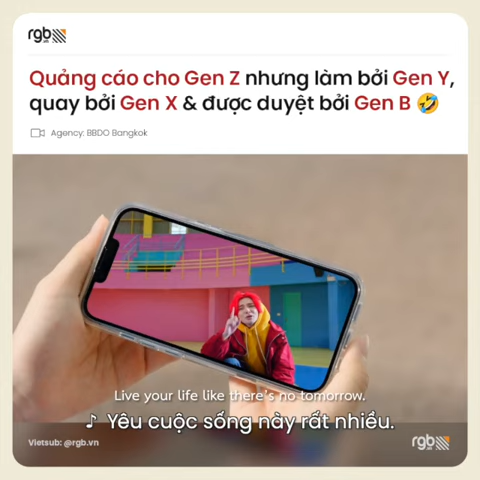 rgb
Quảng cáo cho Gen Z nhưng làm bởi Gen Y,
quay bởi Gen X & được duyệt bởi Gen B 🤣
Agency: BBDO Bangkok
Live your life like there's no tomorrow.
♪ Yêu cuộc sống này rất nhiều.
Vietsub: @rgb.vn
rgb